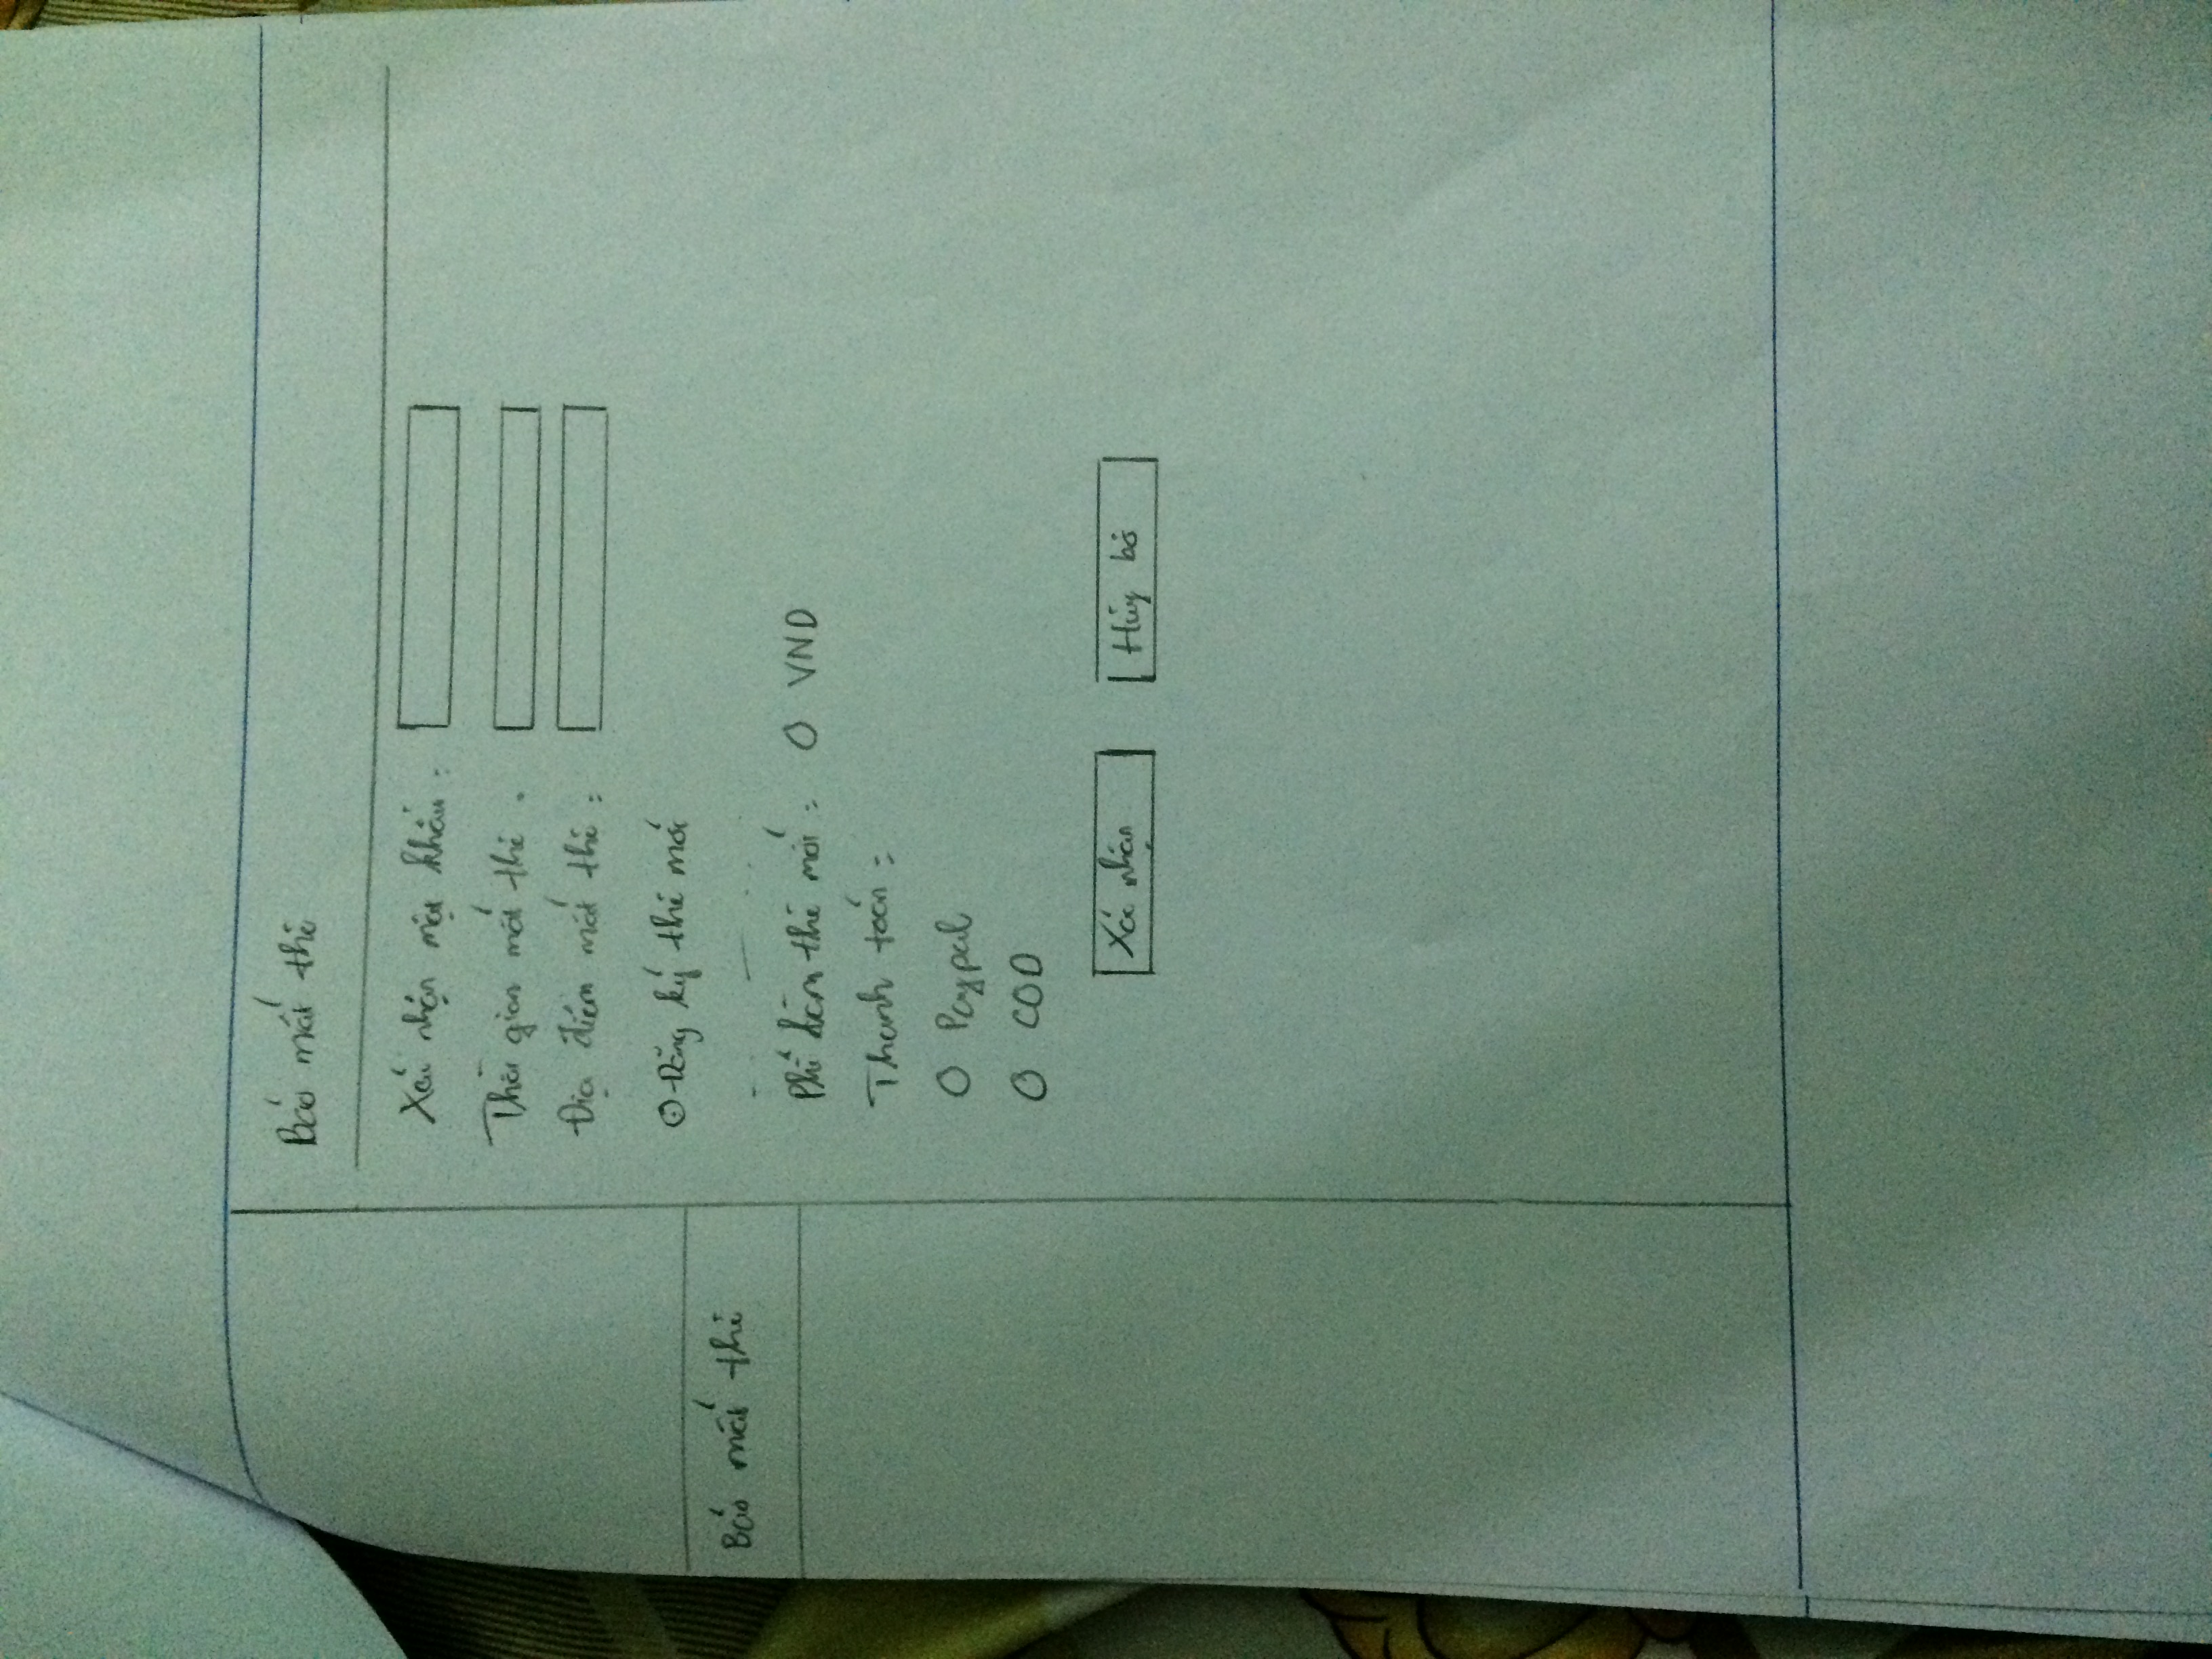 Báo mất thẻ
Xác nhận mật khẩu:
Thời gian mất thẻ:
Địa điểm mất thẻ:
Đăng ký thẻ mới
Báo mất thẻ
Phí làm thẻ mới: 0 VND
Thanh toán:
Paypal
COD
Xác nhận
Hủy bỏ